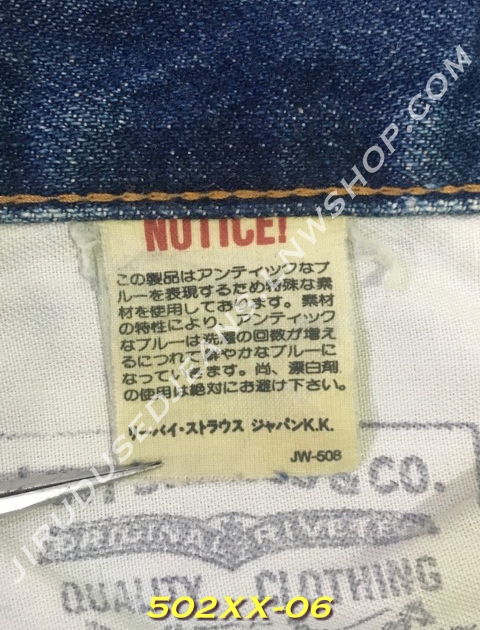 NOTICE!
この製品はアンティックなブ
ルーを表現するため特殊な素
材を使用しております。素材
の特性により、アンティック
なブルーは洗濯の回数が増え
るにつれて鮮やかなブルーに
なっています。尚、漂白剤
の使用は絶対にお避け下さい。
リーバイ・ストラウス ジャパンK.K.
JW-508
& CO.
ORIGINAL RIVETED
QUALITY CLOTHING
502XX-06
JIRUDUSEDJEANS.LNWSHOP.COM